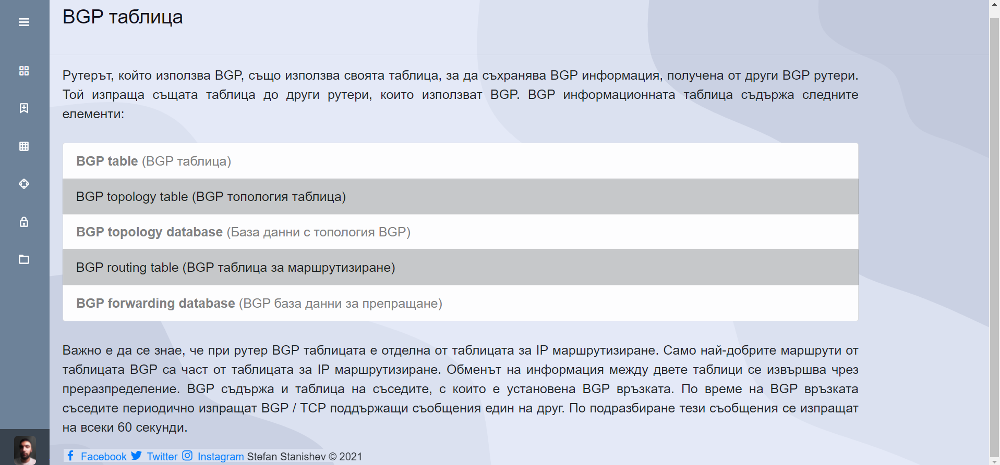 BGP таблица
Рутерът, който използва BGP, също използва своята таблица, за да съхранява BGP информация, получена от други BGP рутери.
Той изпраща същата таблица до други рутери, които използват BGP. BGP информационната таблица съдържа следните
елементи:
BGP table (BGP таблица)
BGP topology table (BGP топология таблица)
BGP topology database (База данни с топология BGP)
BGP routing table (BGP таблица за маршрутизиране)
BGP forwarding database (BGP база данни за препращане)
Важно е да се знае, че при рутер BGP таблицата е отделна от таблицата за IP маршрутизиране. Само най-добрите маршрути от
таблицата BGP са част от таблицата за IP маршрутизиране. Обменът на информация между двете таблици се извършва чрез
преразпределение. BGP съдържа и таблица на съседите, с които е установена BGP връзката. По време на BGP връзката
съседите периодично изпращат BGP / TCP поддържащи съобщения един на друг. По подразбиране тези съобщения се изпращат
на всеки 60 секунди.
Facebook Twitter Instagram Stefan Stanishev © 2021